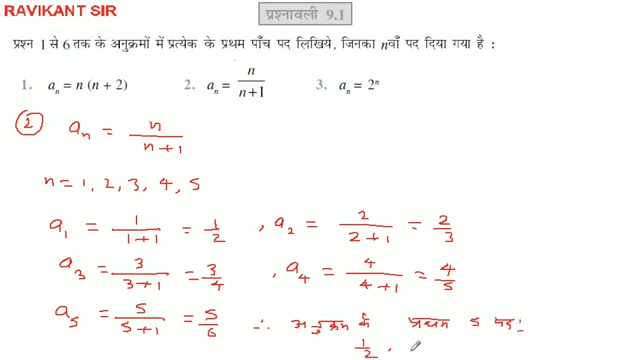 RAVIKANT SIR
प्रश्नावली 9.1
प्रश्न 1 से 6 तक के अनुक्रमों में प्रत्येक के प्रथम पाँच पद लिखिये, जिनका nवाँ पद दिया गया है :
1. aₙ = n (n + 2) 2. aₙ = n/(n+1) 3. aₙ = 2ⁿ
② aₙ = n/(n+1)
n = 1, 2, 3, 4, 5
a₁ = 1/(1+1) = 1/2 , a₂ = 2/(2+1) = 2/3
a₃ = 3/(3+1) = 3/4 , a₄ = 4/(4+1) = 4/5
a₅ = 5/(5+1) = 5/6 ∴ अनुक्रम के प्रथम 5 पद :
1/2 ,